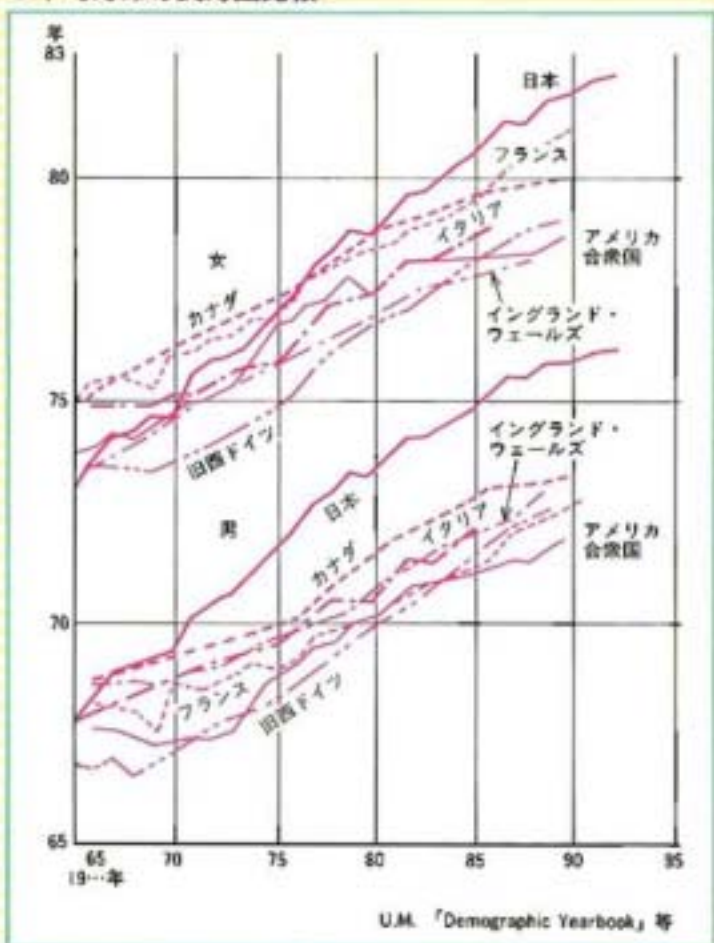 年
83
日本
フランス
80
イタリア
アメリカ
合衆国
女
カナダ
イングランド・
ウェールズ
75
旧西ドイツ
イングランド・
ウェールズ
日本
男
イタリア
カナダ
アメリカ
合衆国
70
フランス
旧西ドイツ
65
65 70 75 80 85 90 95
19…年
U.M. 「Demographic Yearbook」等